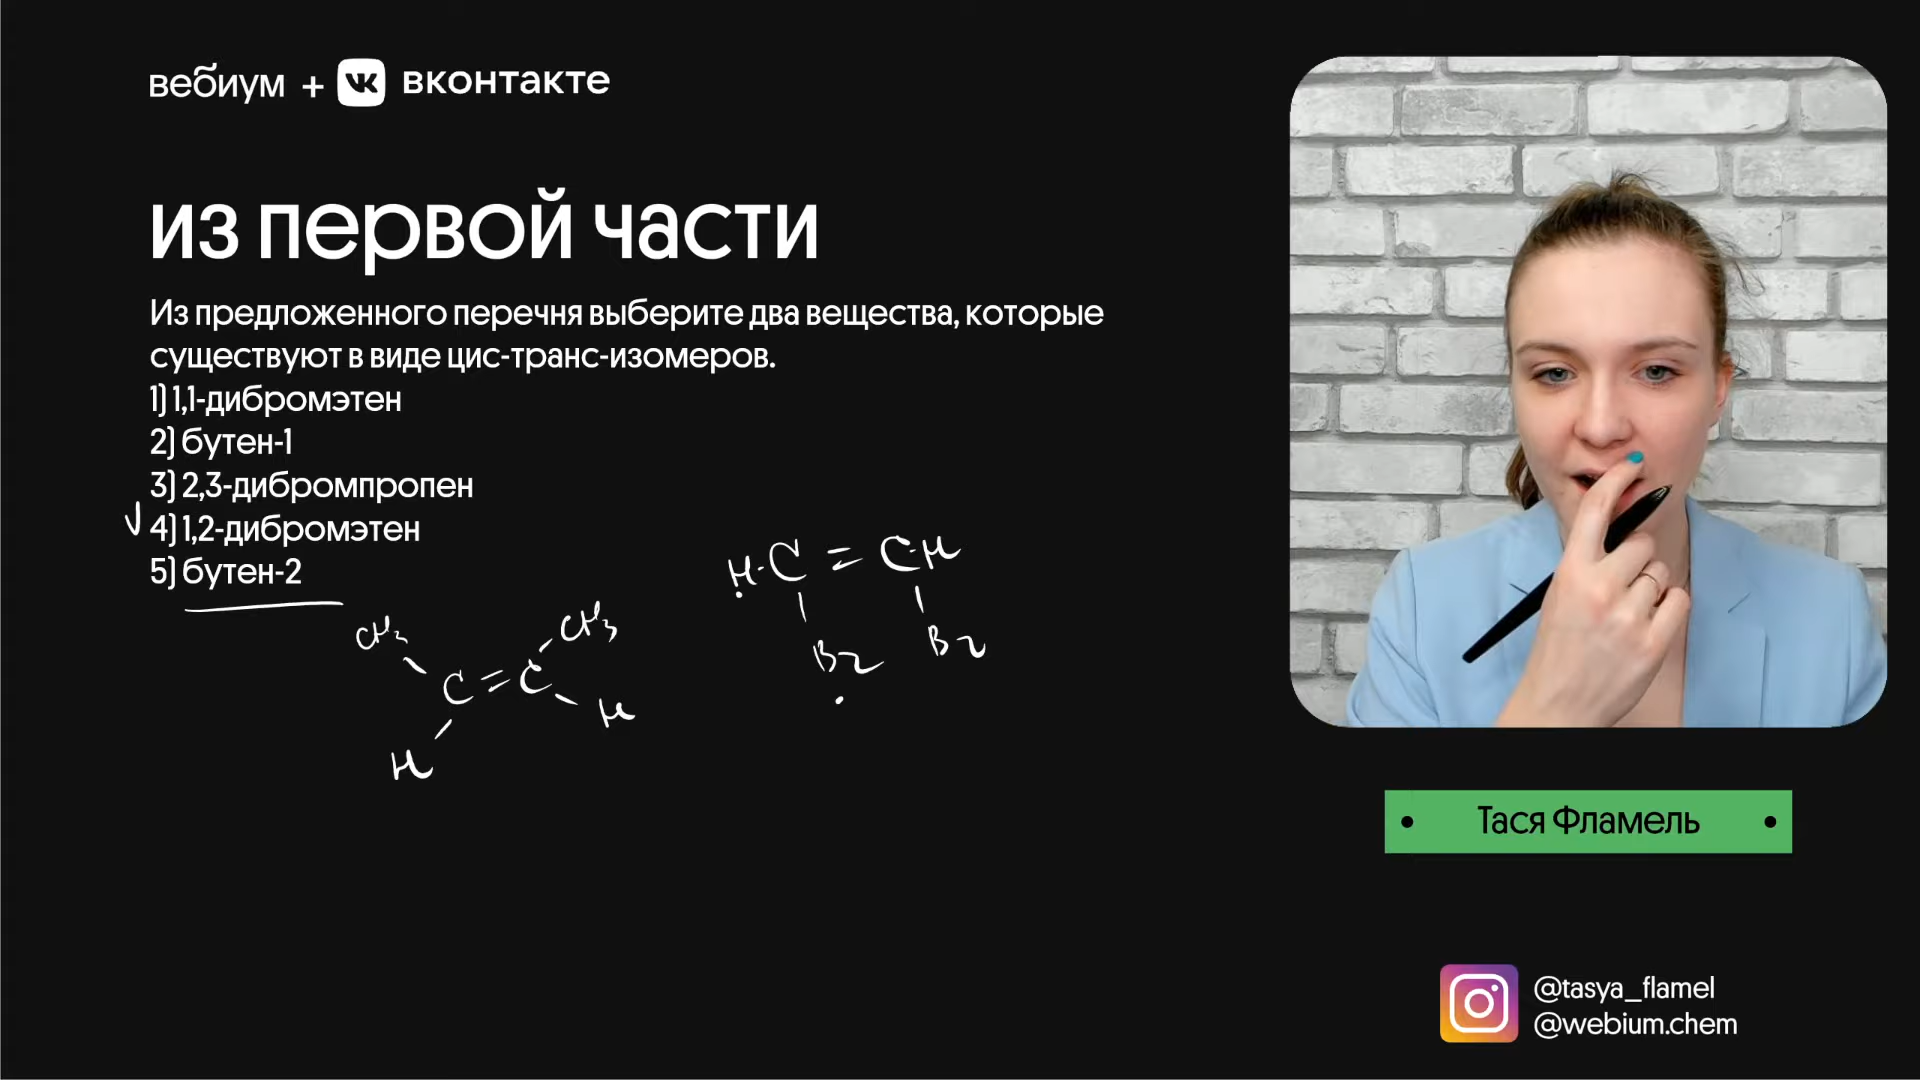 вебиум + вконтакте
из первой части
Из предложенного перечня выберите два вещества, которые
существуют в виде цис-транс-изомеров.
1) 1,1-дибромэтен
2) бутен-1
3) 2,3-дибромпропен
4) 1,2-дибромэтен
5) бутен-2
H·C = C·H
Br Br
CH3 CH3
C=C
H
H
Тася Фламель
@tasya_flamel
@webium.chem